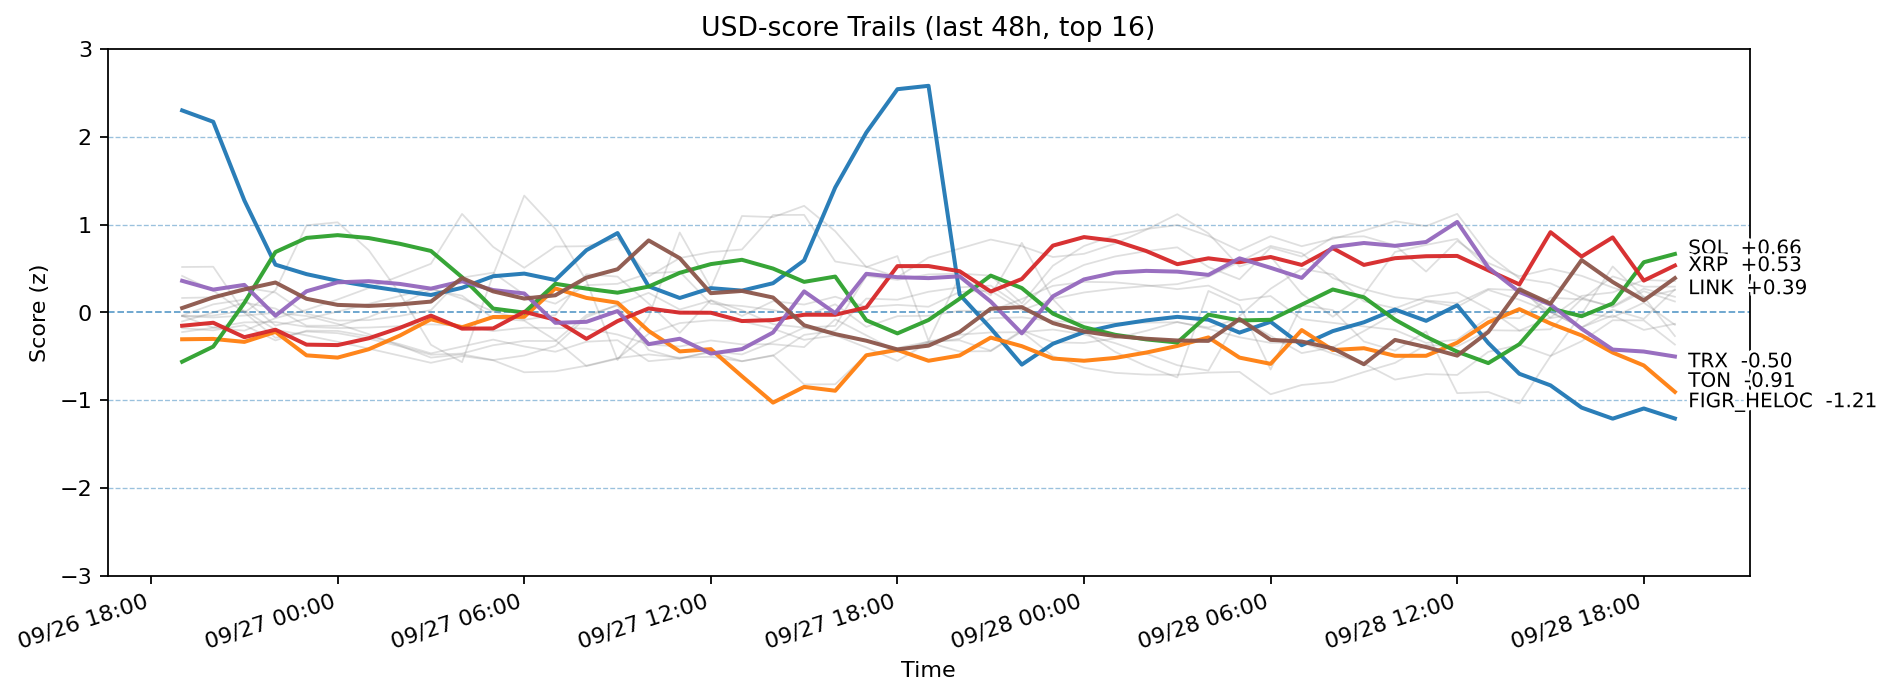 USD-score Trails (last 48h, top 16)
3
2
1
0
−1
−2
−3
Score (z)
SOL +0.66
XRP +0.53
LINK +0.39
TRX -0.50
TON -0.91
FIGR_HELOC -1.21
09/26 18:00
09/27 00:00
09/27 06:00
09/27 12:00
09/27 18:00
09/28 00:00
09/28 06:00
09/28 12:00
09/28 18:00
Time